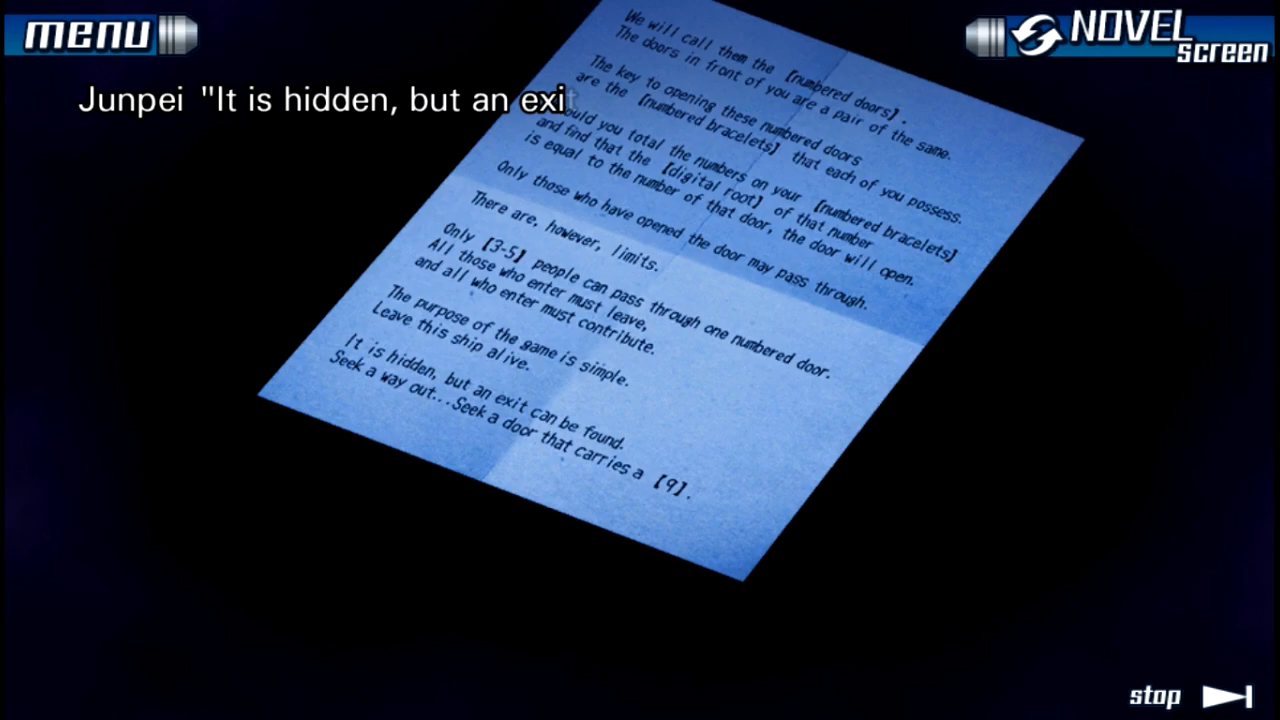 menu
NOVEL
screen
Junpei "It is hidden, but an exit
We will call them the [numbered doors].
The doors in front of you are a pair of the same.
The key to opening these numbered doors
are the [numbered bracelets] that each of you possess.
ould you total the numbers on your [numbered bracelets]
and find that the [digital root] of that number
is equal to the number of that door, the door will open.
Only those who have opened the door may pass through.
There are, however, limits.
Only [3-5] people can pass through one numbered door.
All those who enter must leave,
and all who enter must contribute.
The purpose of the game is simple.
Leave this ship alive.
It is hidden, but an exit can be found.
Seek a way out...Seek a door that carries a [9].
stop